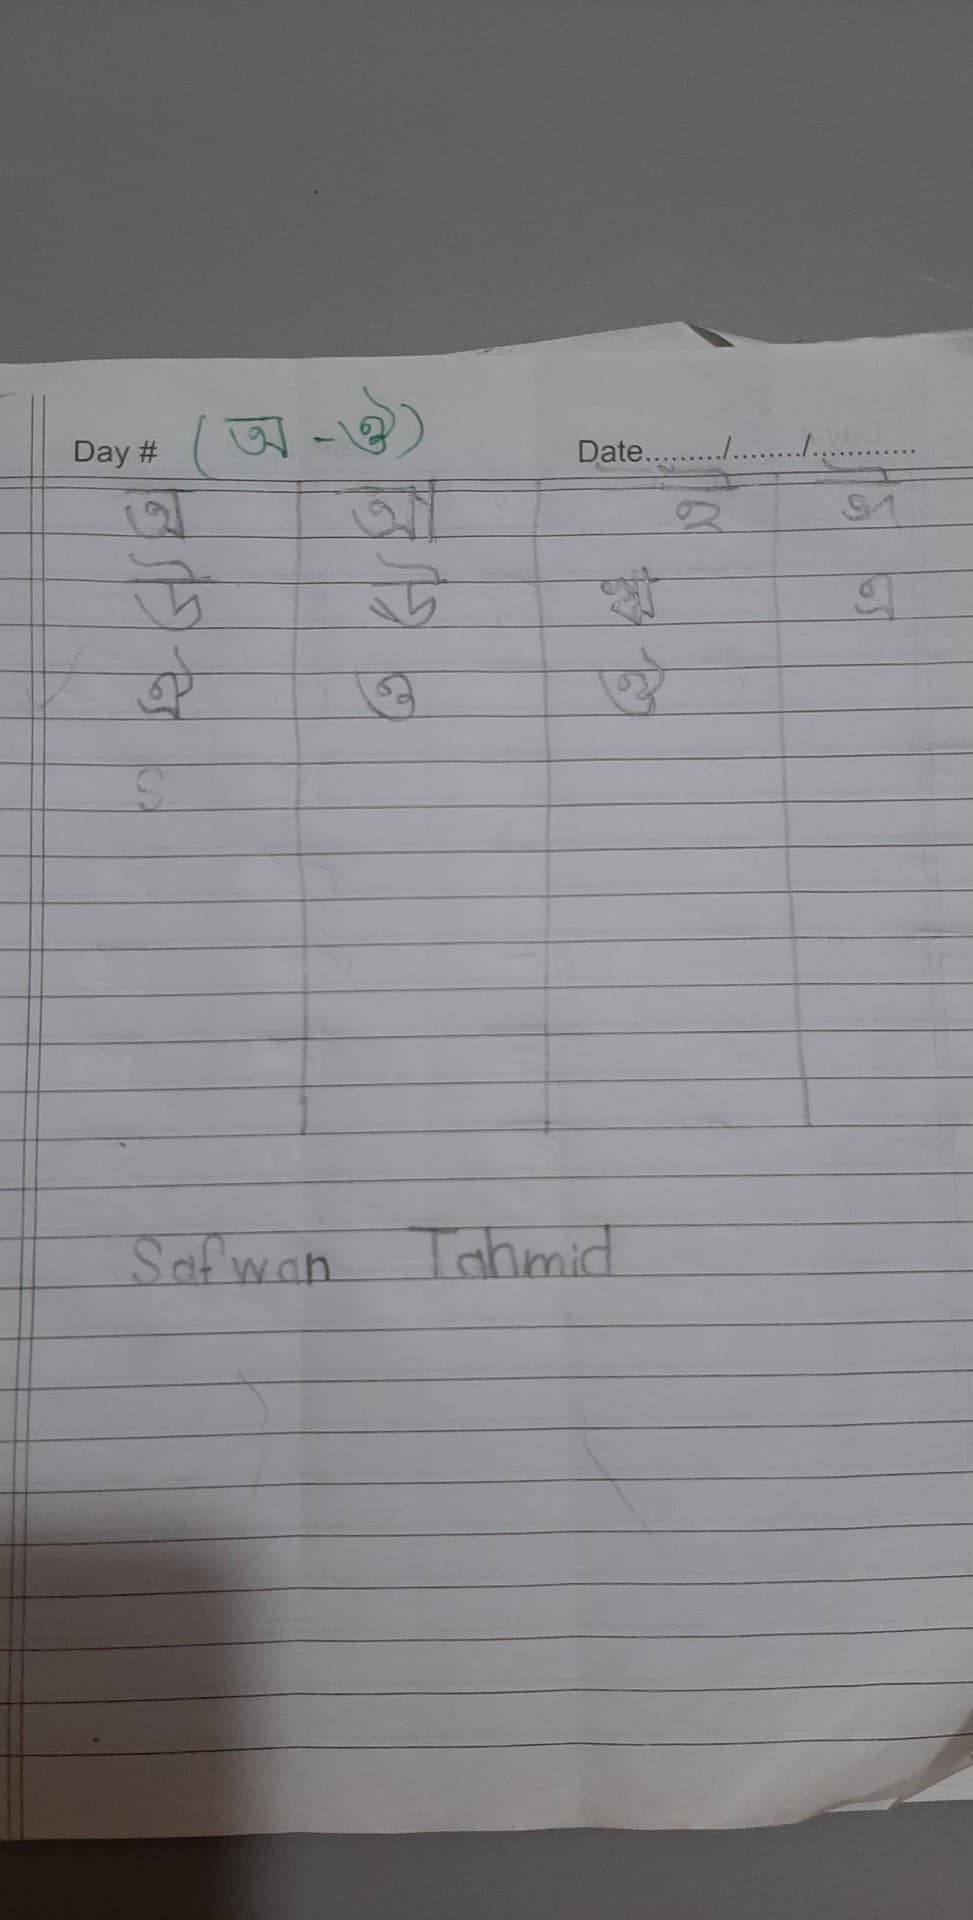 Day # (অ - ঔ) Date........./......../............
অ আ ই ঈ
উ ঊ ঋ এ
ঐ ও ঔ
S
Safwan Tahmid